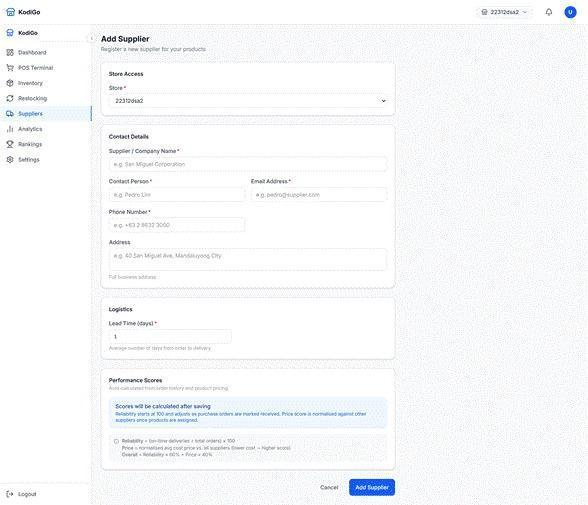 KodiGo
22312dsa2
U
KodiGo
Dashboard
POS Terminal
Inventory
Restocking
Suppliers
Analytics
Rankings
Settings
Logout
Add Supplier
Register a new supplier for your products
Store Access
Store *
22312dsa2
Contact Details
Supplier / Company Name *
e.g. San Miguel Corporation
Contact Person *
Email Address *
e.g. Pedro Lim
e.g. pedro@supplier.com
Phone Number *
e.g. +63 2 8632 3000
Address
e.g. 40 San Miguel Ave, Mandaluyong City
Full business address
Logistics
Lead Time (days) *
1
Average number of days from order to delivery
Performance Scores
Auto-calculated from order history and product pricing.
Scores will be calculated after saving
Reliability starts at 100 and adjusts as purchase orders are marked received. Price score is normalised against other
suppliers once products are assigned.
Reliability = (on-time deliveries ÷ total orders) × 100
Price = normalised avg cost price vs. all suppliers (lower cost → higher score)
Overall = Reliability × 60% + Price × 40%
Cancel
Add Supplier